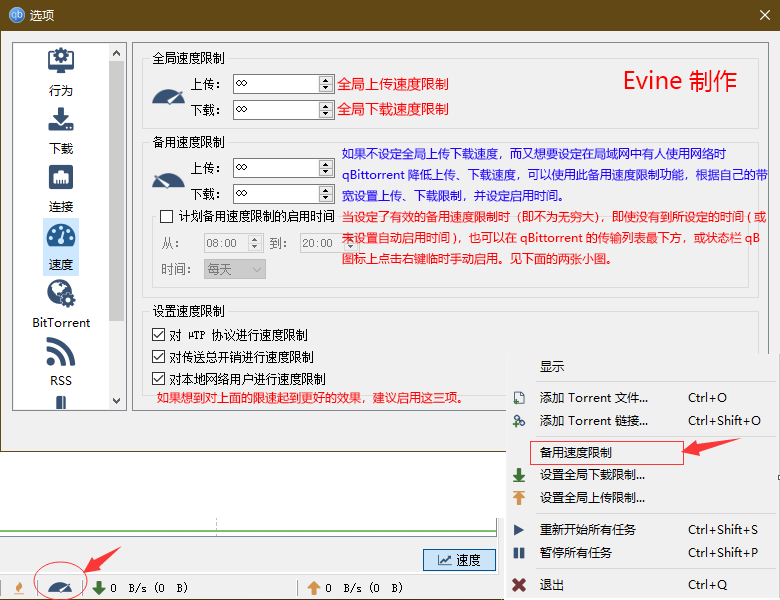 qb 选项
行为
下载
连接
速度
BitTorrent
RSS
全局速度限制
上传: ∞ 全局上传速度限制
下载: ∞ 全局下载速度限制
Evine 制作
备用速度限制
上传: ∞
下载: ∞
如果不设定全局上传下载速度，而又想要设定在局域网中有人使用网络时
qBittorrent 降低上传、下载速度，可以使用此备用速度限制功能，根据自己的带
宽设置上传、下载限制，并设定启用时间。
计划备用速度限制的启用时间
从: 08:00 到: 20:00
时间: 每天
当设定了有效的备用速度限制时（即不为无穷大），即使没有到所设定的时间（或
未设置自动启用时间），也可以在 qBittorrent 的传输列表最下方，或状态栏 qB
图标上点击右键临时手动启用。见下面的两张小图。
设置速度限制
对 μTP 协议进行速度限制
对传送总开销进行速度限制
对本地网络用户进行速度限制
如果想到对上面的限速起到更好的效果，建议启用这三项。
显示
添加 Torrent 文件... Ctrl+O
添加 Torrent 链接... Ctrl+Shift+O
备用速度限制
设置全局下载限制...
设置全局上传限制...
重新开始所有任务 Ctrl+Shift+S
暂停所有任务 Ctrl+Shift+P
退出 Ctrl+Q
速度
0 B/s (0 B)
0 B/s (0 B)